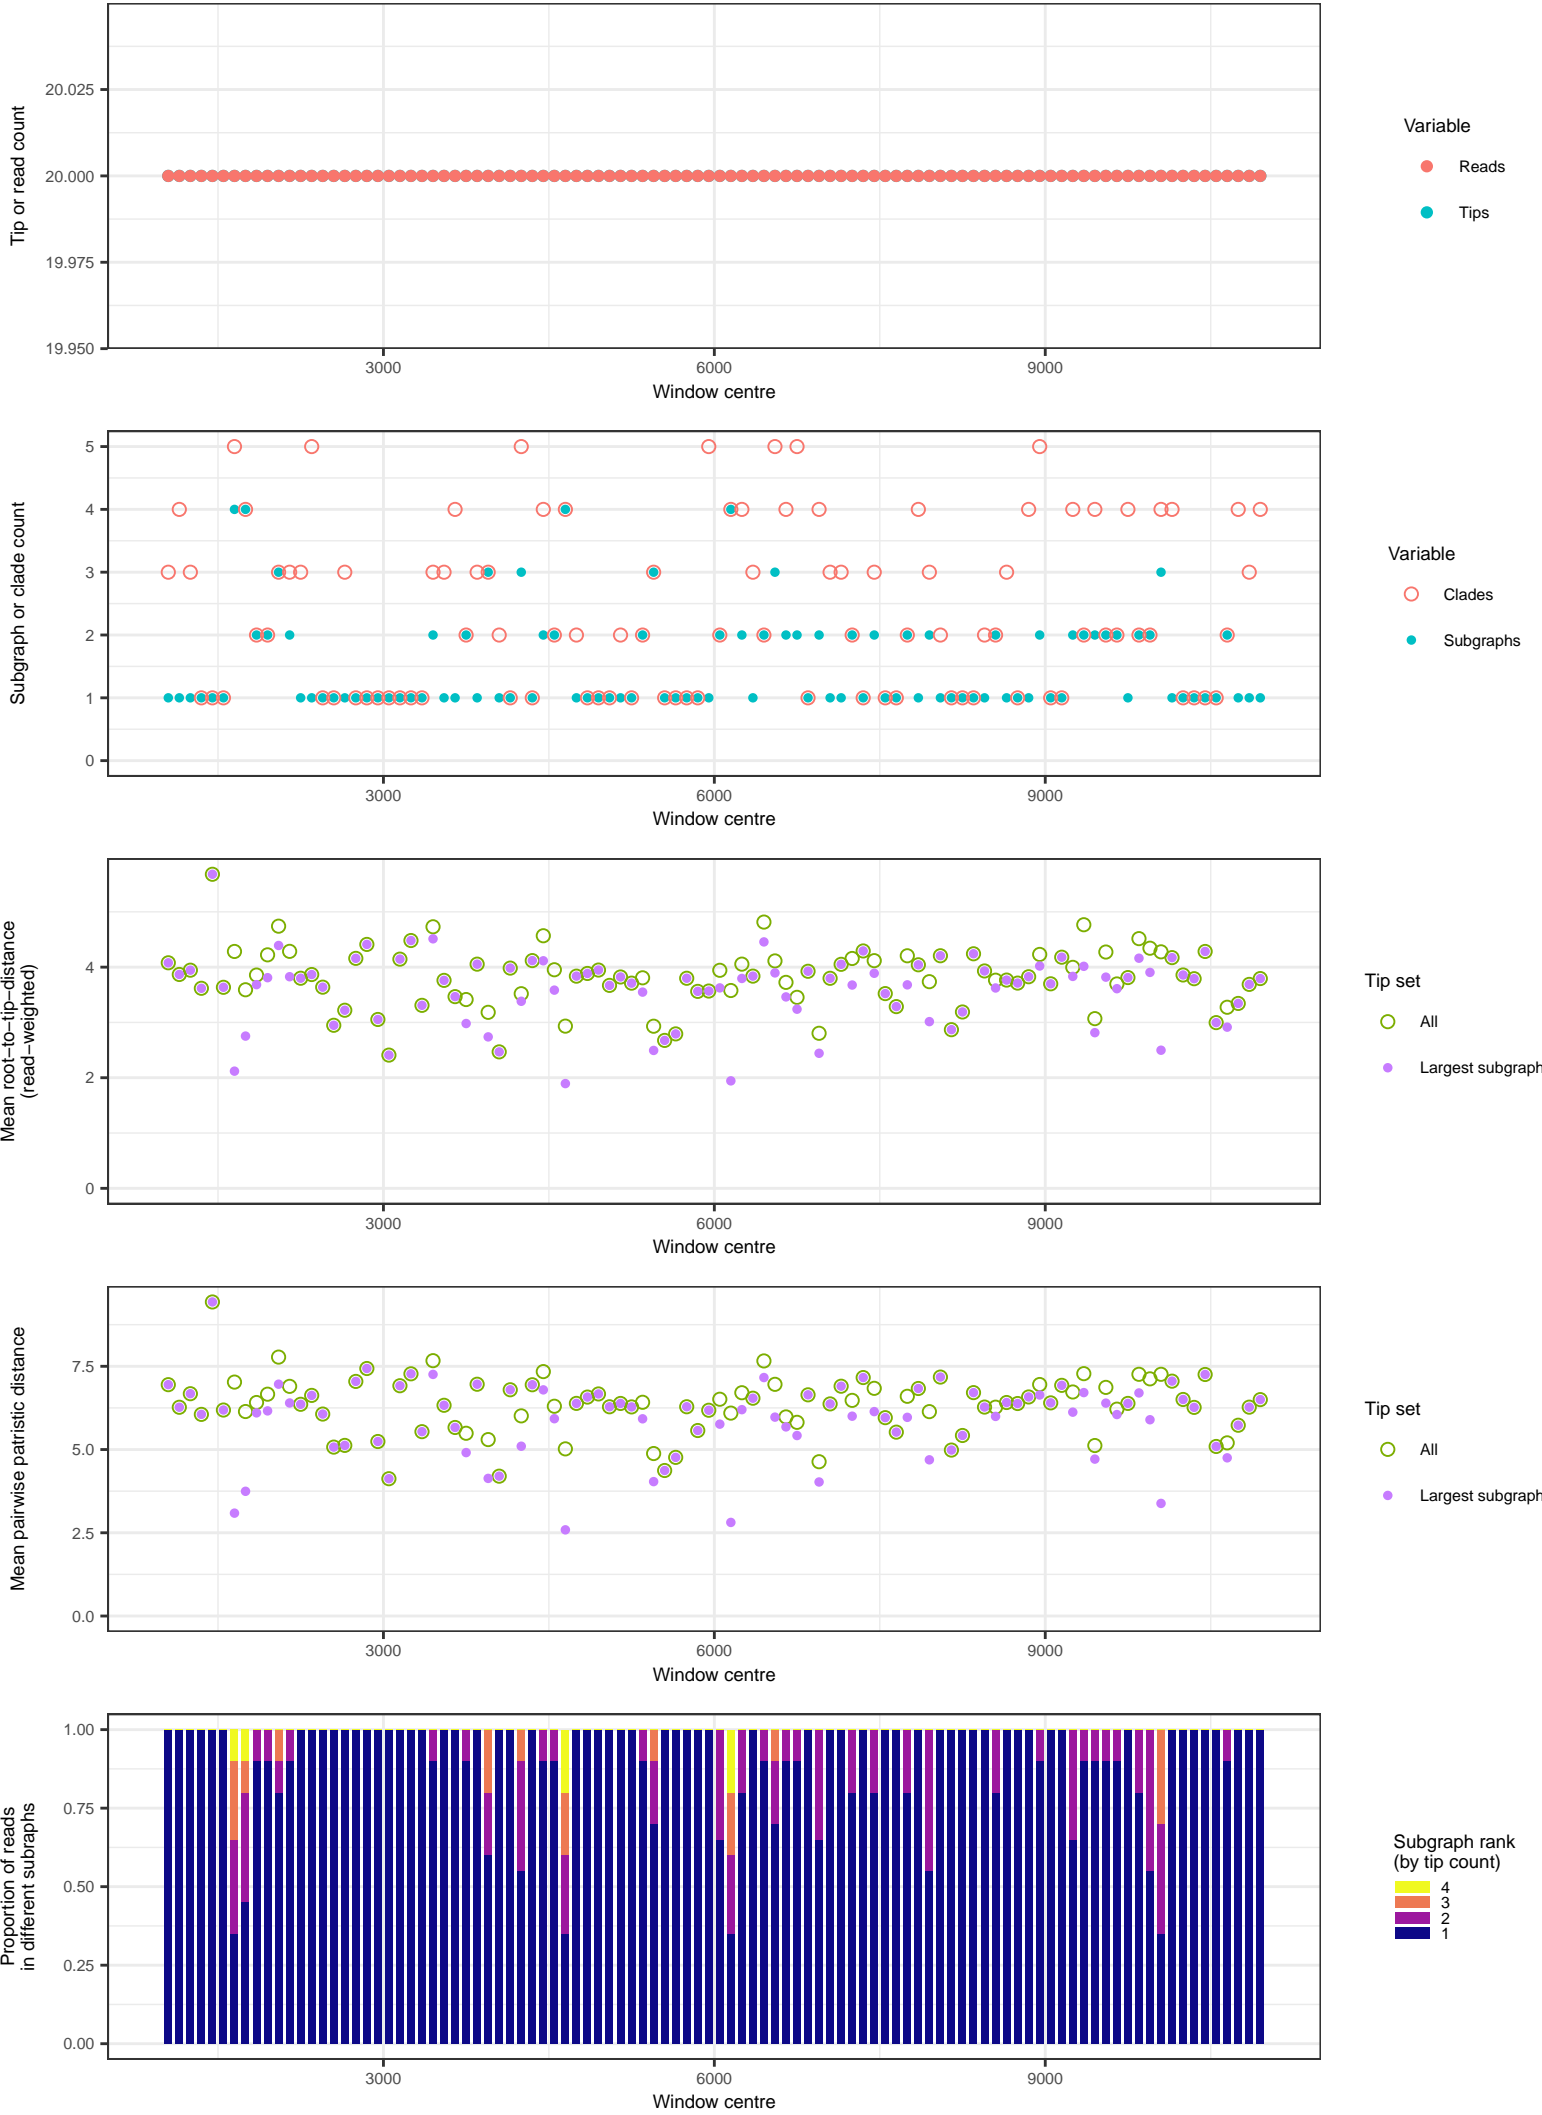 Tip or read count
20.025
20.000
19.975
19.950
3000 6000 9000
Window centre
Variable
Reads
Tips
Subgraph or clade count
5
4
3
2
1
0
3000 6000 9000
Window centre
Variable
Clades
Subgraphs
Mean root−to−tip−distance
(read−weighted)
4
2
0
3000 6000 9000
Window centre
Tip set
All
Largest subgraph
Mean pairwise patristic distance
7.5
5.0
2.5
0.0
3000 6000 9000
Window centre
Tip set
All
Largest subgraph
Proportion of reads
in different subraphs
1.00
0.75
0.50
0.25
0.00
3000 6000 9000
Window centre
Subgraph rank
(by tip count)
4
3
2
1